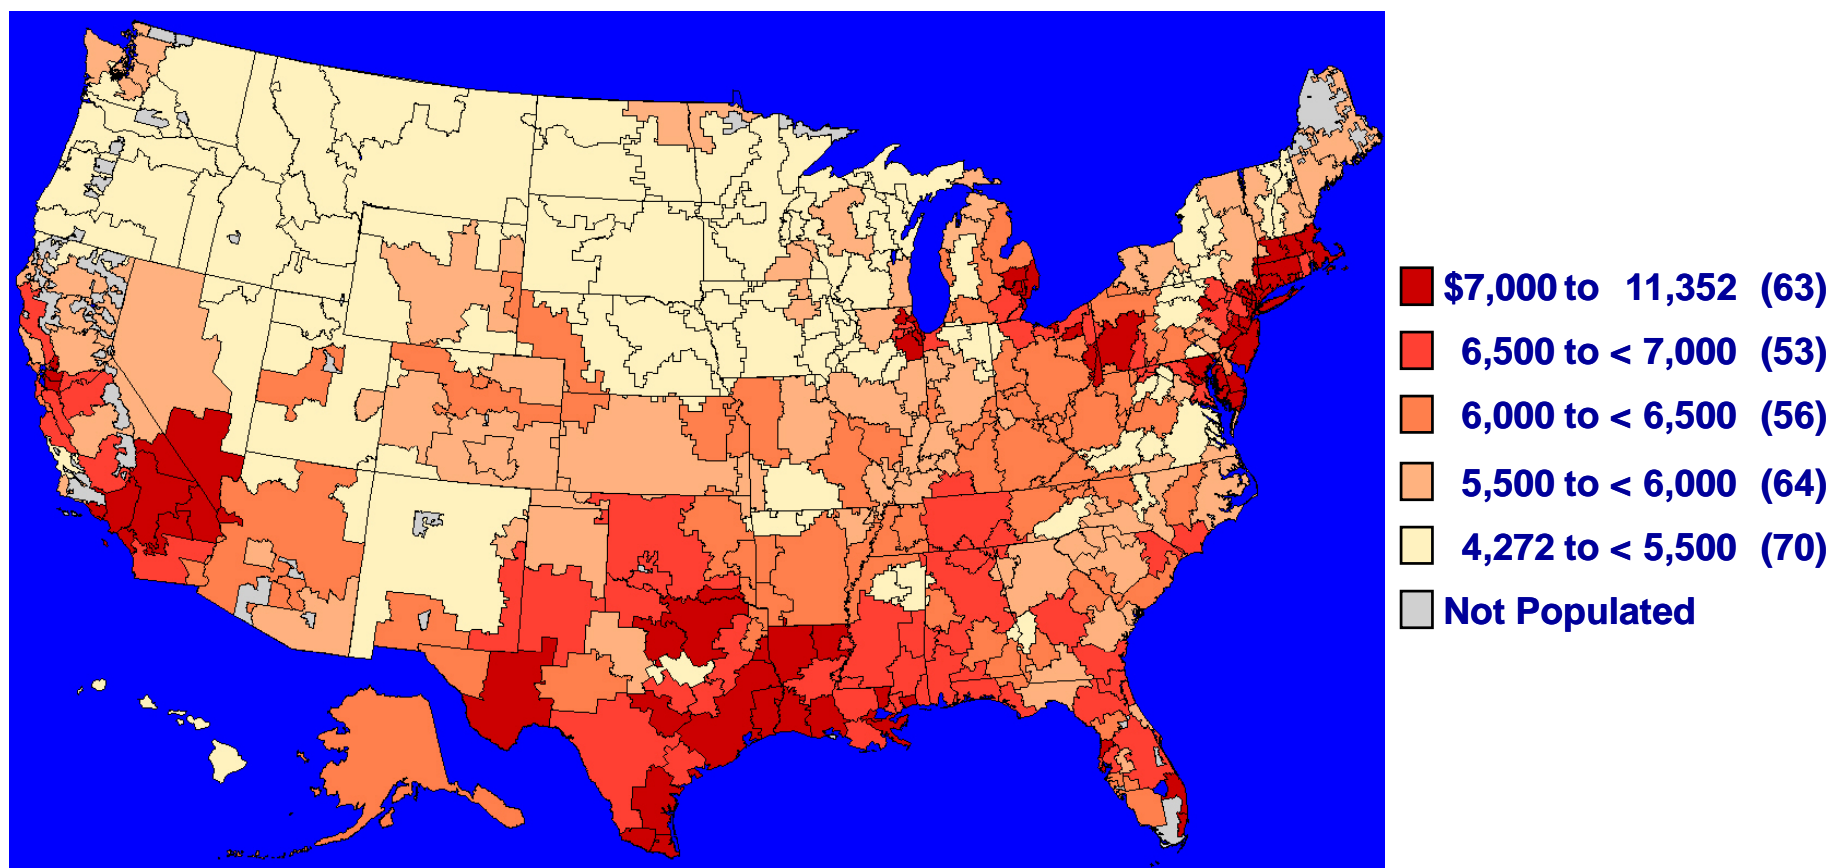 $7,000 to 11,352 (63)
6,500 to < 7,000 (53)
6,000 to < 6,500 (56)
5,500 to < 6,000 (64)
4,272 to < 5,500 (70)
Not Populated